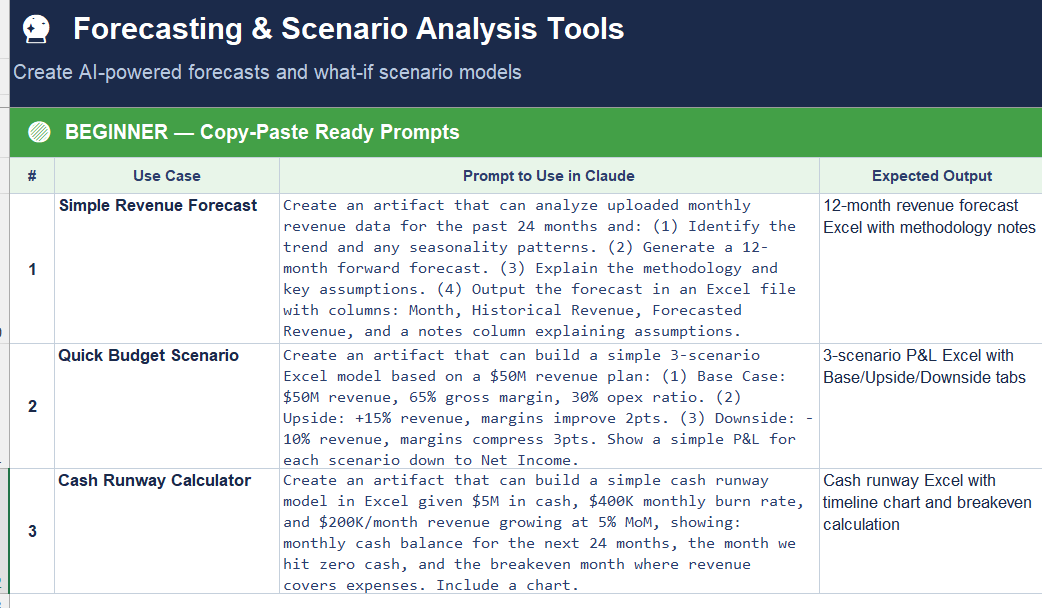 Forecasting & Scenario Analysis Tools
Create AI-powered forecasts and what-if scenario models
BEGINNER — Copy-Paste Ready Prompts
# Use Case Prompt to Use in Claude Expected Output
1
Simple Revenue Forecast
Create an artifact that can analyze uploaded monthly
revenue data for the past 24 months and: (1) Identify the
trend and any seasonality patterns. (2) Generate a 12-
month forward forecast. (3) Explain the methodology and
key assumptions. (4) Output the forecast in an Excel file
with columns: Month, Historical Revenue, Forecasted
Revenue, and a notes column explaining assumptions.
12-month revenue forecast
Excel with methodology notes
2
Quick Budget Scenario
Create an artifact that can build a simple 3-scenario
Excel model based on a $50M revenue plan: (1) Base Case:
$50M revenue, 65% gross margin, 30% opex ratio. (2)
Upside: +15% revenue, margins improve 2pts. (3) Downside: -
10% revenue, margins compress 3pts. Show a simple P&L for
each scenario down to Net Income.
3-scenario P&L Excel with
Base/Upside/Downside tabs
3
Cash Runway Calculator
Create an artifact that can build a simple cash runway
model in Excel given $5M in cash, $400K monthly burn rate,
and $200K/month revenue growing at 5% MoM, showing:
monthly cash balance for the next 24 months, the month we
hit zero cash, and the breakeven month where revenue
covers expenses. Include a chart.
Cash runway Excel with
timeline chart and breakeven
calculation